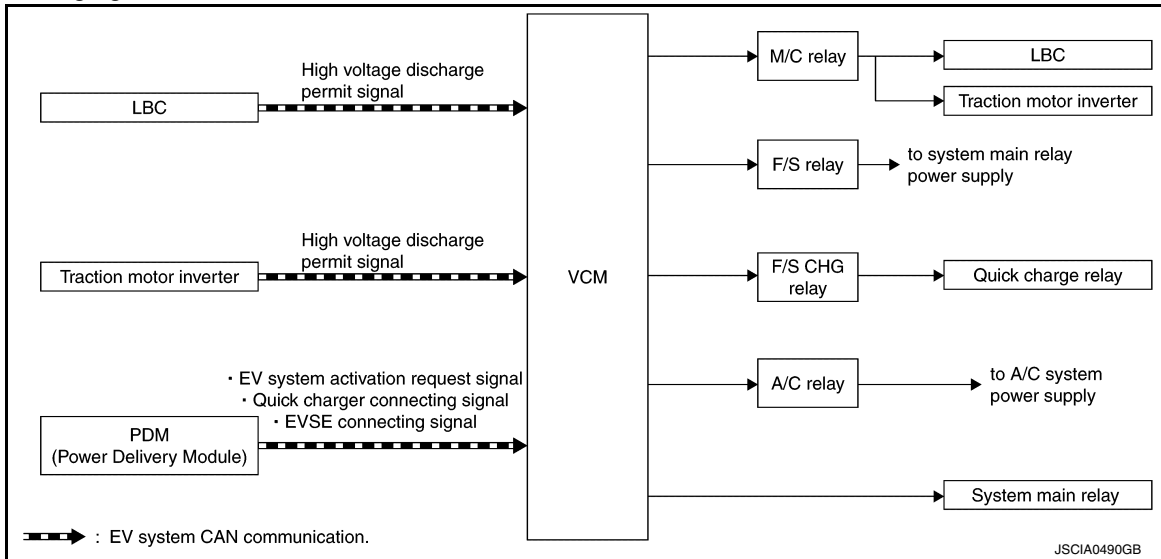 High voltage discharge
permit signal
LBC
High voltage discharge
permit signal
Traction motor inverter
・EV system activation request signal
・Quick charger connecting signal
・EVSE connecting signal
PDM
(Power Delivery Module)
: EV system CAN communication.
VCM
M/C relay
LBC
Traction motor inverter
F/S relay
to system main relay
power supply
F/S CHG
relay
Quick charge relay
A/C relay
to A/C system
power supply
System main relay
JSCIA0490GB